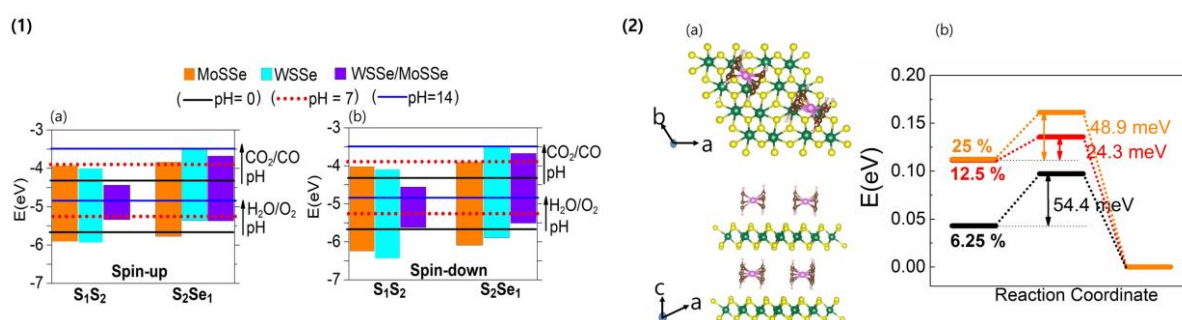 (1)
MoSSe WSSe WSSe/MoSSe
(—pH= 0) (····pH = 7) (—pH=14)
(a)
-3
-4
-5
-6
-7
E(eV)
CO₂/CO
pH
H₂O/O₂
pH
Spin-up
S₁S₂ S₂Se₁
(b)
-3
-4
-5
-6
-7
E(eV)
CO₂/CO
pH
H₂O/O₂
pH
Spin-down
S₁S₂ S₂Se₁
(2)
(a)
b
a
c
a
(b)
0.20
0.15
0.10
0.05
0.00
E(eV)
25 %
12.5 %
6.25 %
48.9 meV
24.3 meV
54.4 meV
Reaction Coordinate